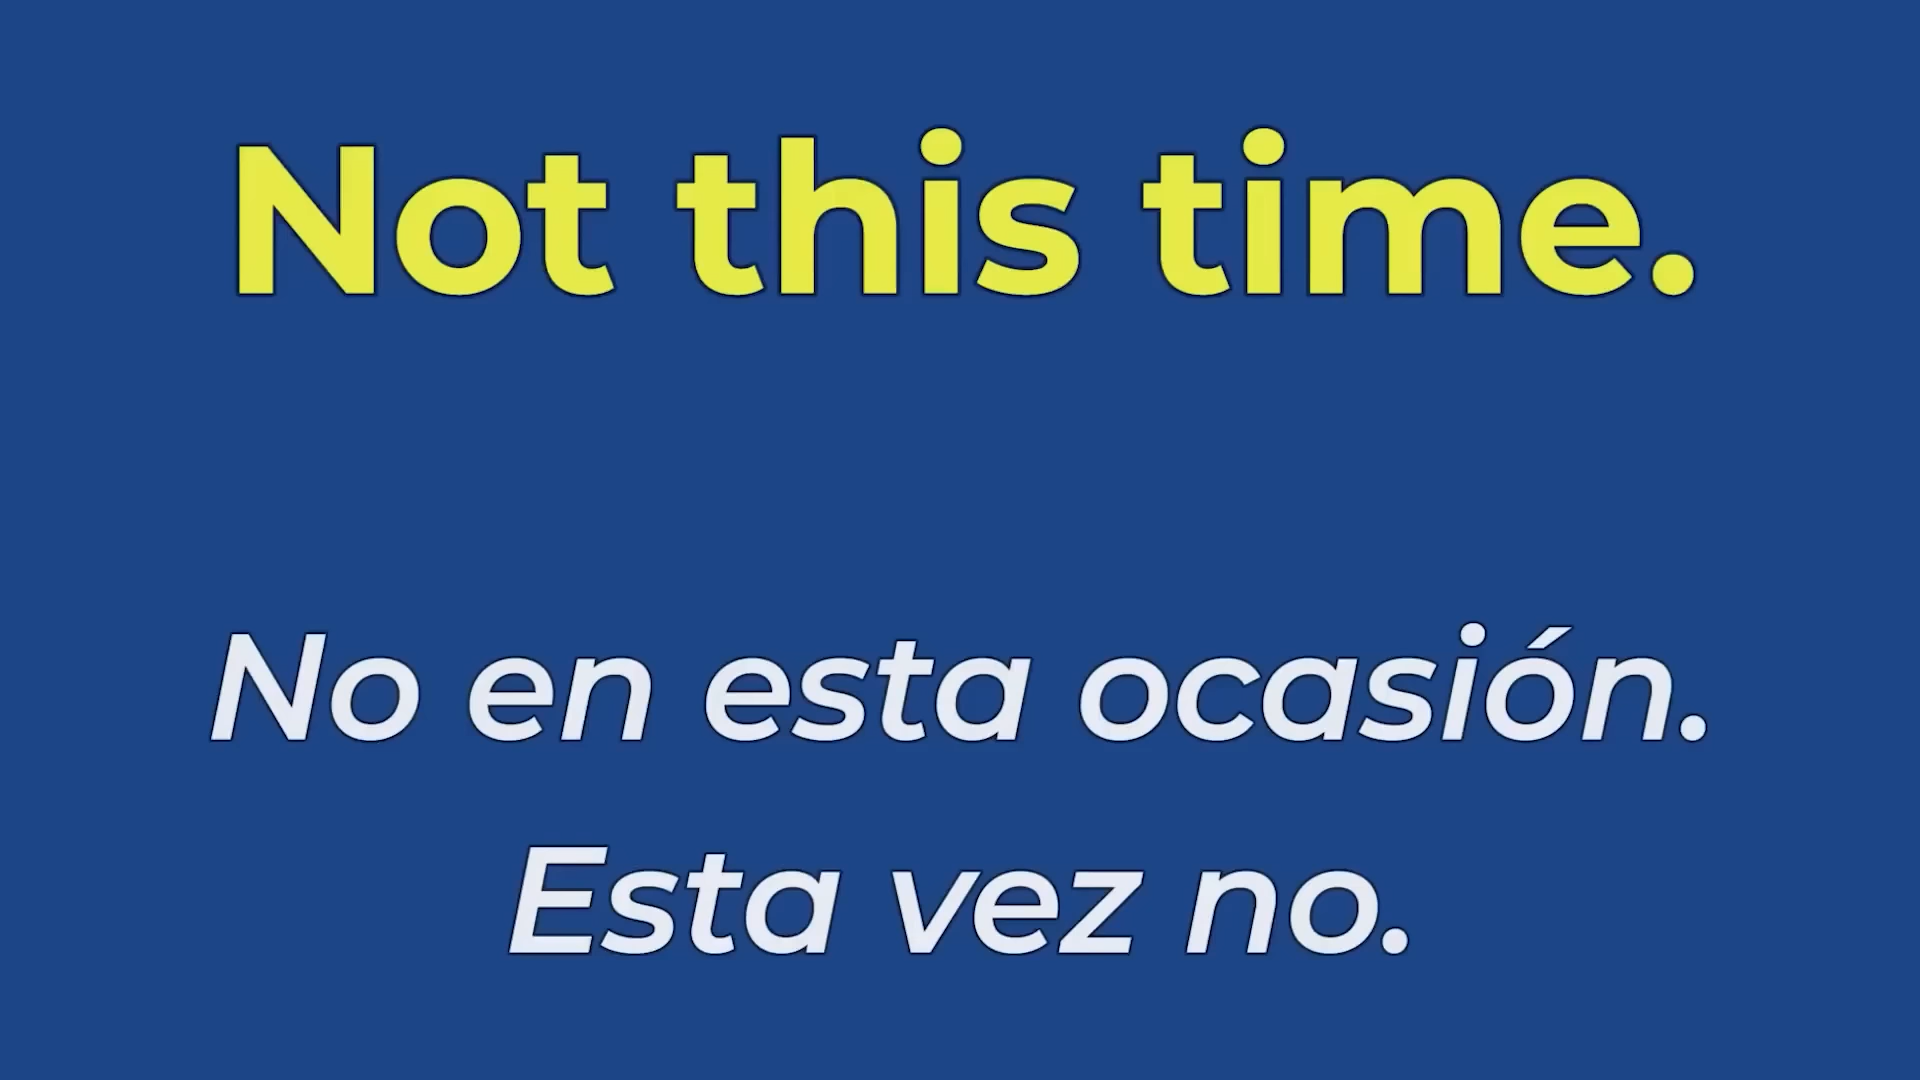 Not this time.
No en esta ocasión.
Esta vez no.